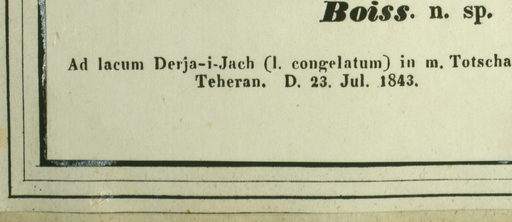 Boiss. n. sp.
Ad lacum Derja-i-Jach (l. congelatum) in m. Totscha
Teheran. D. 23. Jul. 1843.